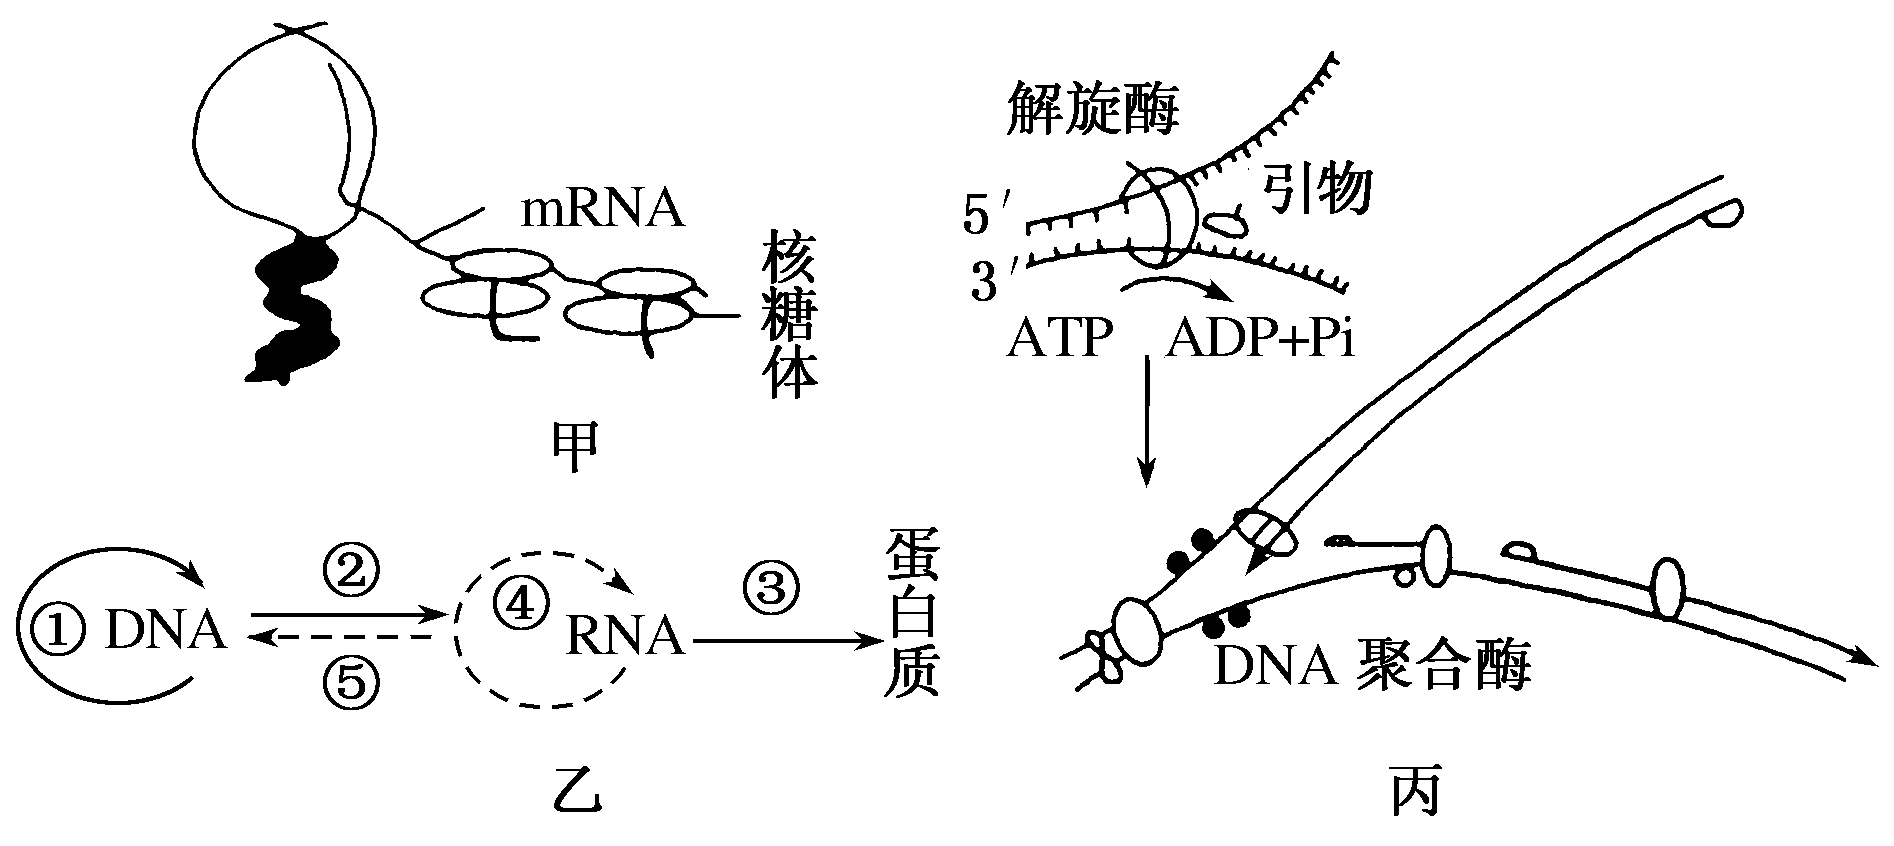 mRNA
核糖体
甲
解旋酶
引物
5′
3′
ATP
ADP+Pi
DNA 聚合酶
丙
① DNA
②
⑤
④
RNA
③
蛋白质
乙